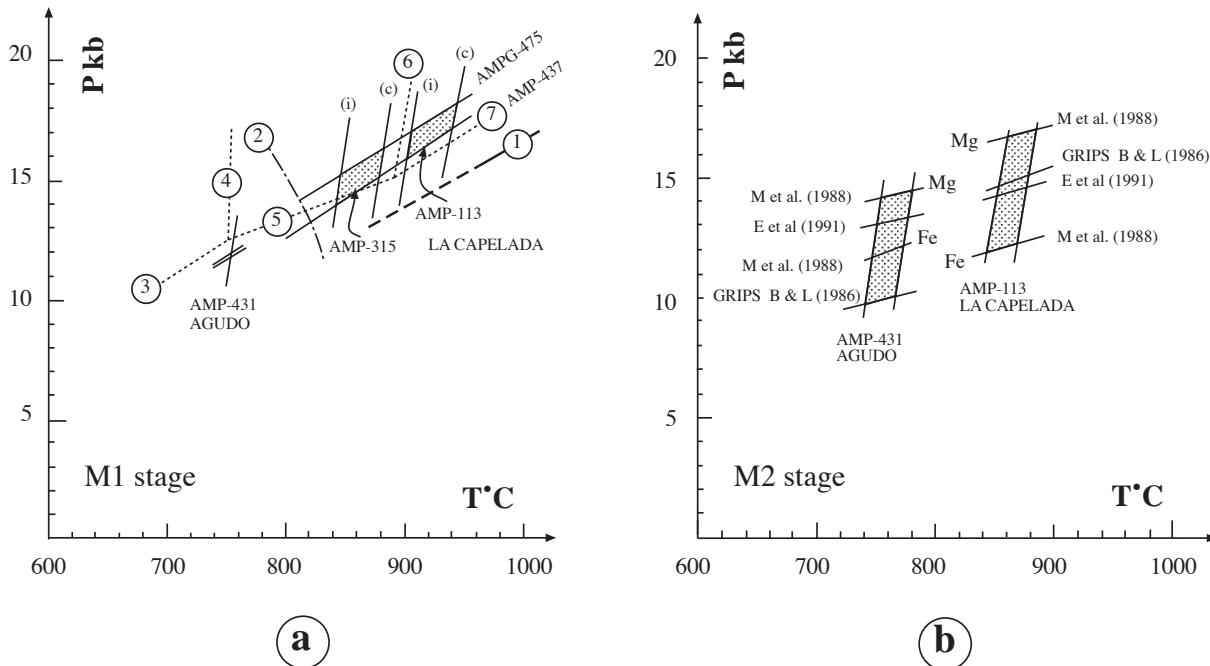 20
15
10
5
P kb
(i)
(c)
(i)
(c)
6
AMPG-475
AMP-437
7
1
2
4
5
3
AMP-113
AMP-315
LA CAPELADA
AMP-431
AGUDO
M1 stage
T°C
600
700
800
900
1000
a
20
15
10
5
P kb
Mg
M et al. (1988)
GRIPS B & L (1986)
E et al (1991)
M et al. (1988)
Fe
AMP-113
LA CAPELADA
M et al. (1988)
Mg
E et al (1991)
Fe
M et al. (1988)
GRIPS B & L (1986)
AMP-431
AGUDO
M2 stage
T°C
600
700
800
900
1000
b